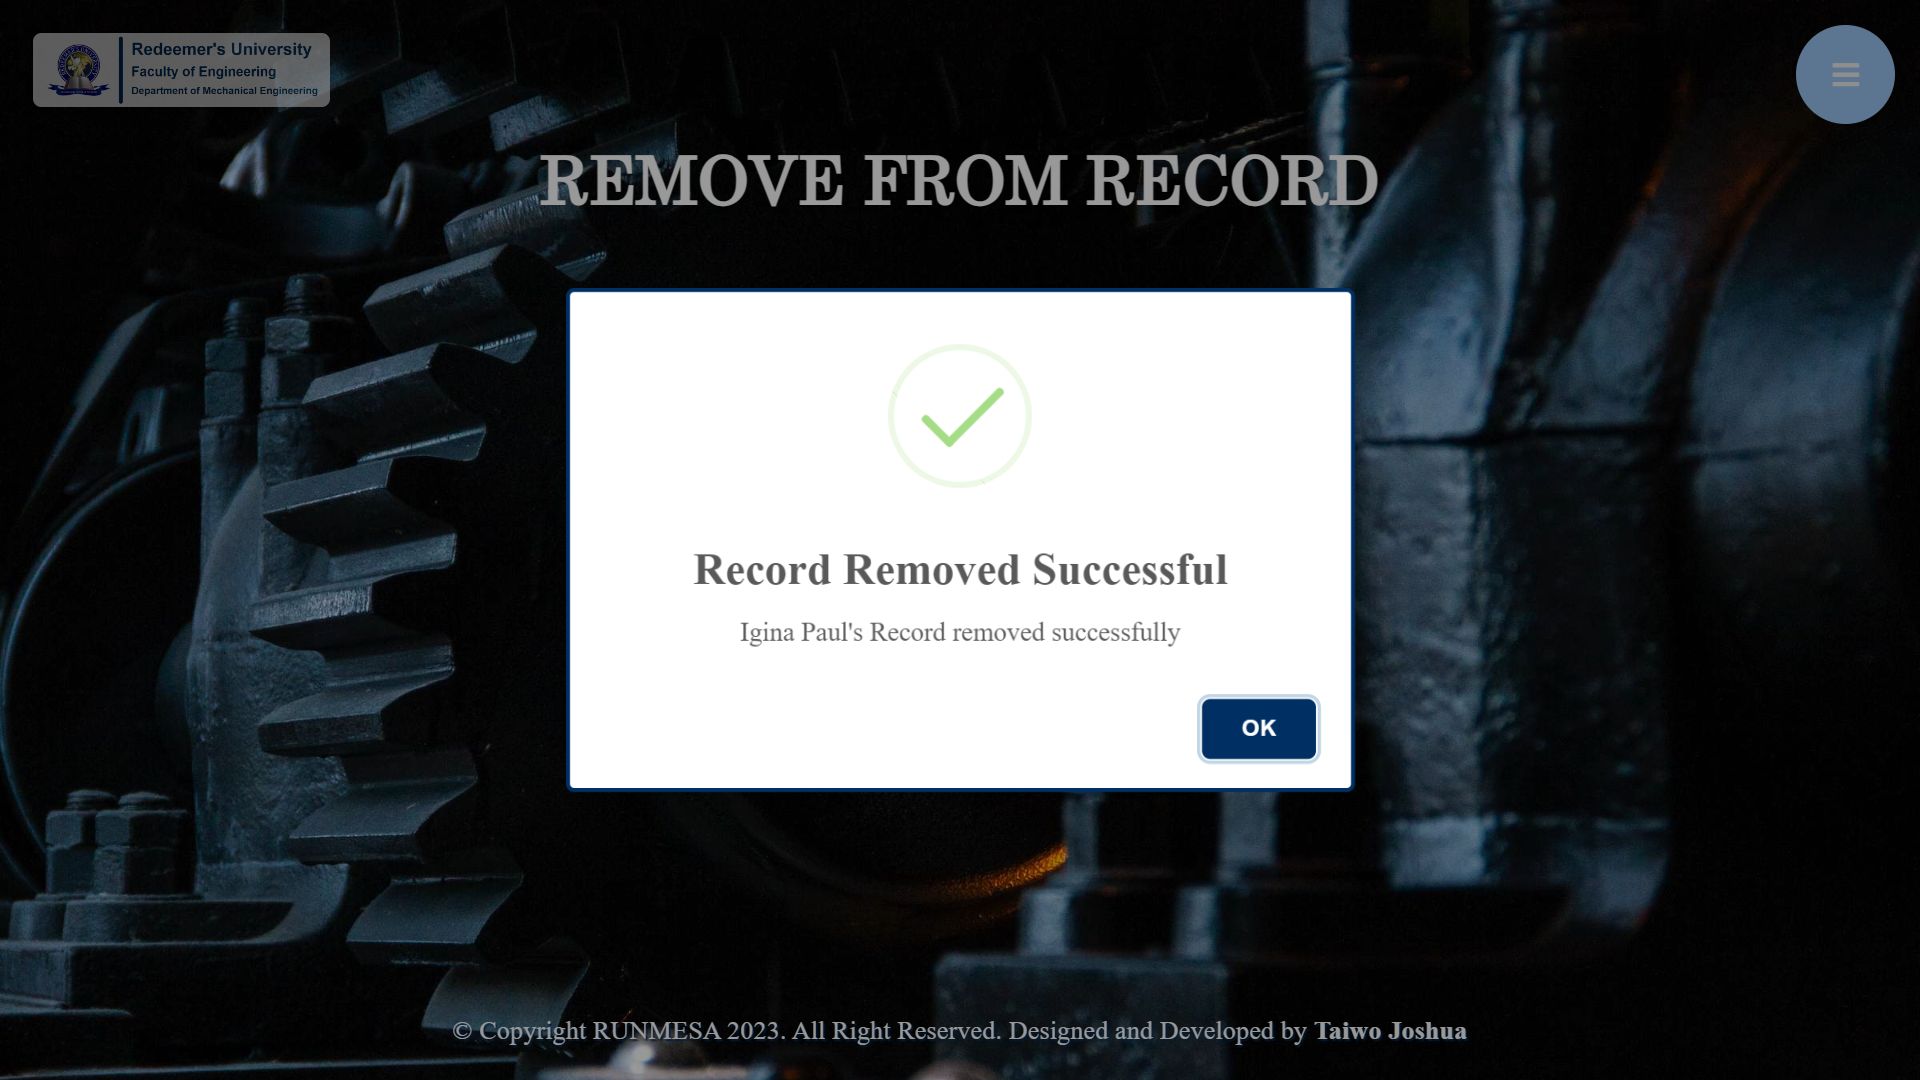 Redeemer's University
Faculty of Engineering
Department of Mechanical Engineering
REMOVE FROM RECORD
Record Removed Successful
Igina Paul's Record removed successfully
OK
© Copyright RUNMESA 2023. All Right Reserved. Designed and Developed by Taiwo Joshua